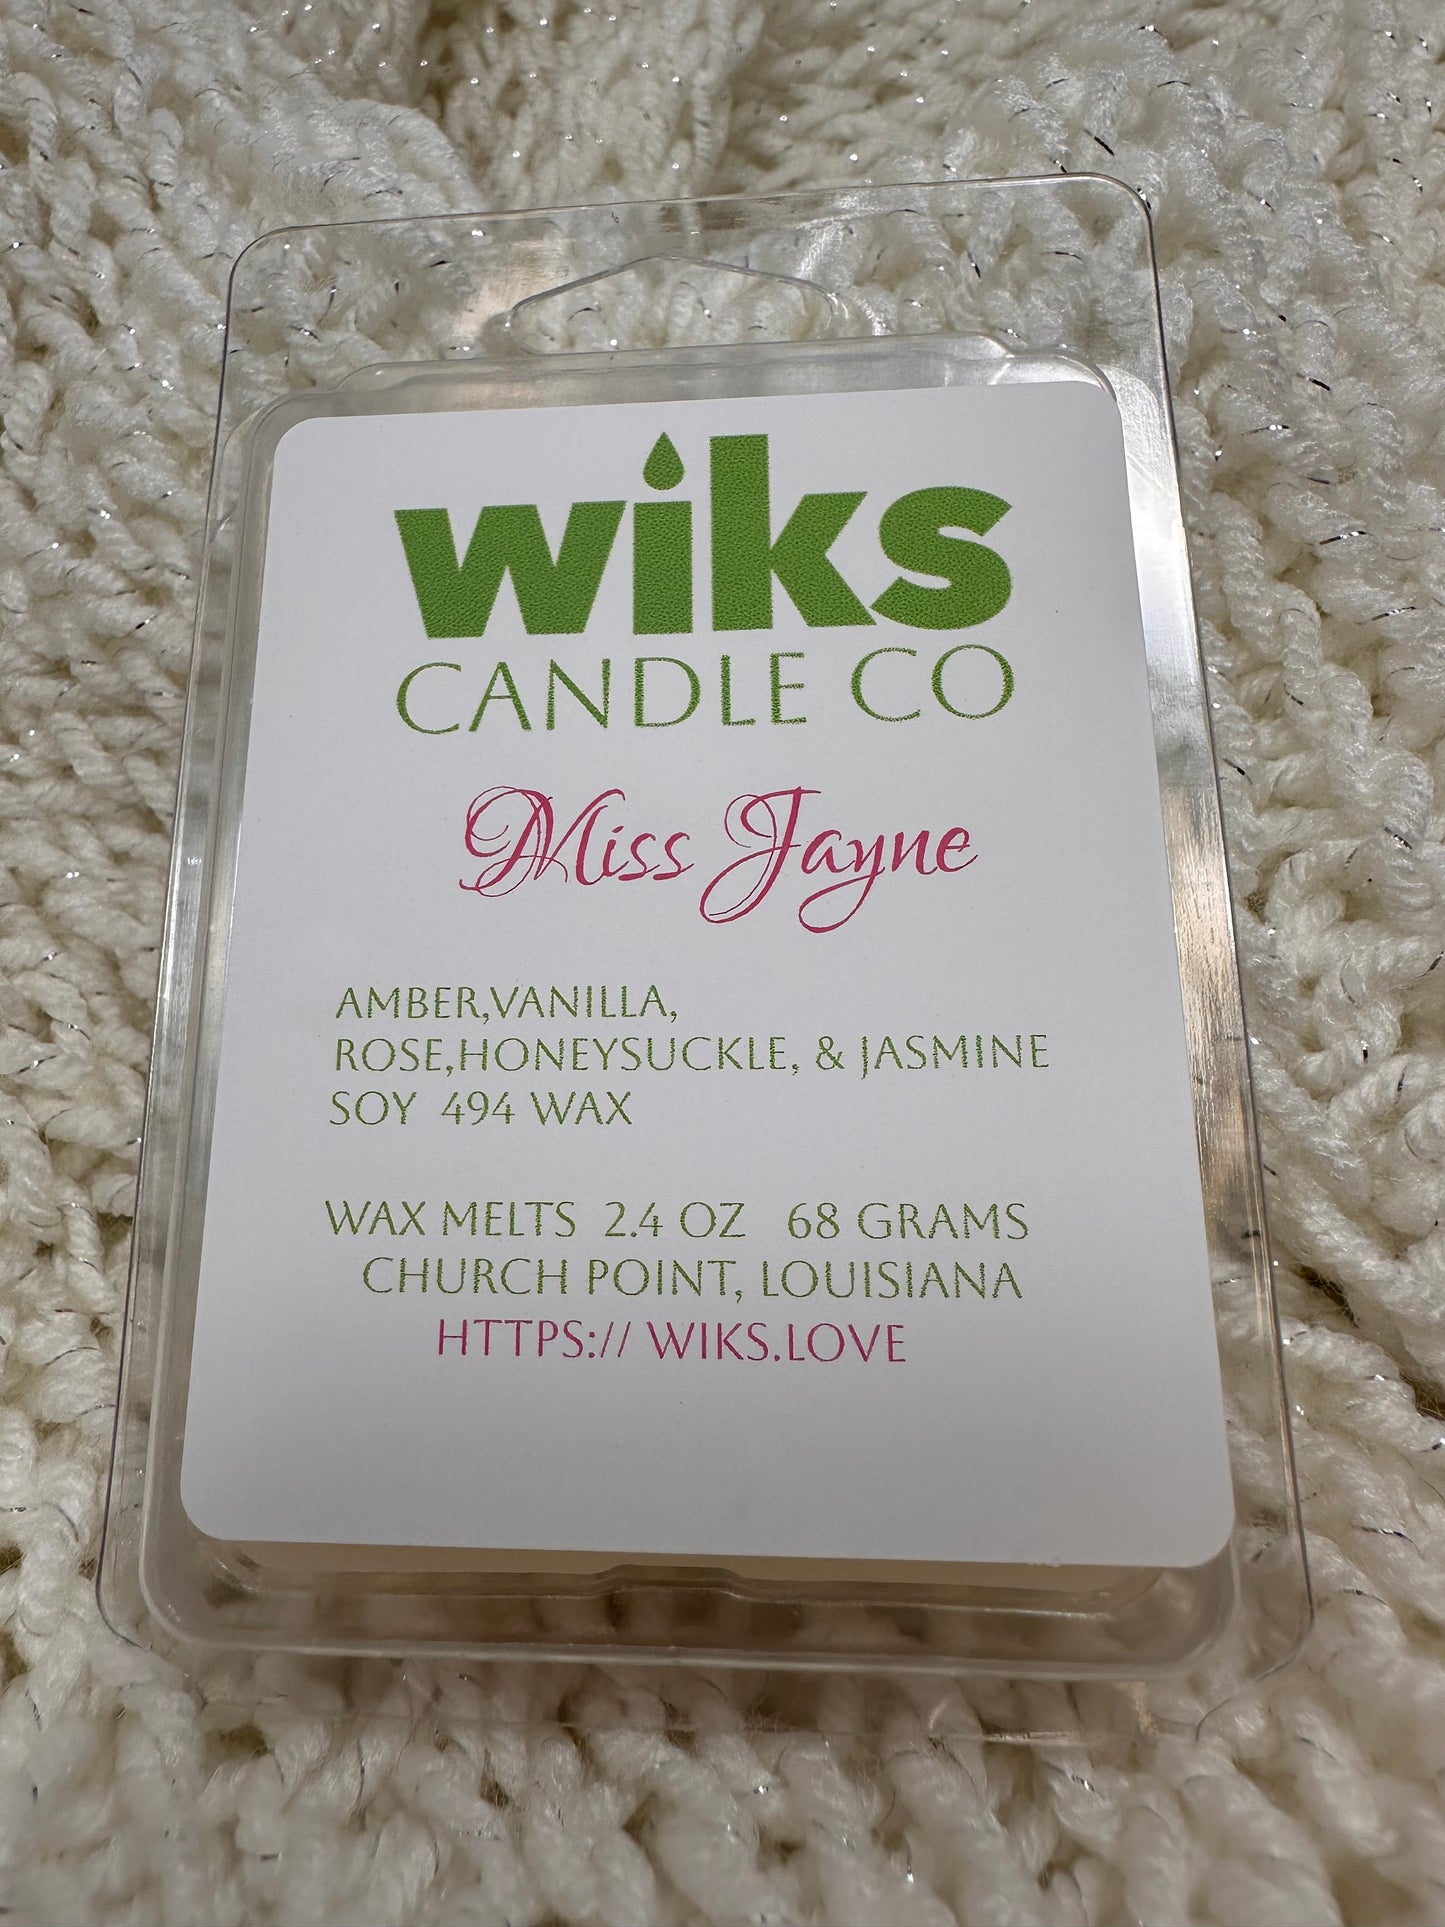 wiks
CANDLE CO
Miss Jayne
AMBER,VANILLA,
ROSE,HONEYSUCKLE, & JASMINE
SOY 494 WAX
WAX MELTS 2.4 OZ 68 GRAMS
CHURCH POINT, LOUISIANA
HTTPS:// WIKS.LOVE